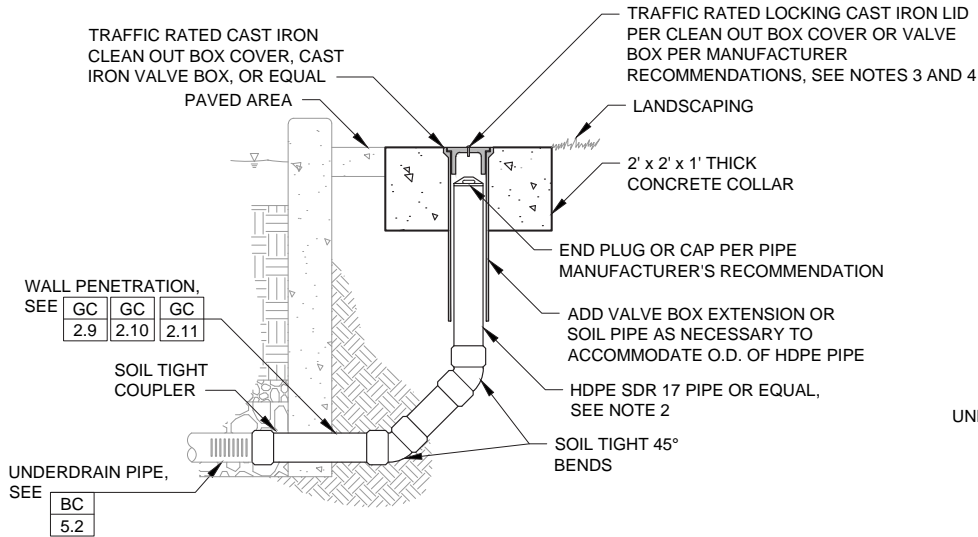 TRAFFIC RATED CAST IRON
CLEAN OUT BOX COVER, CAST
IRON VALVE BOX, OR EQUAL
PAVED AREA
TRAFFIC RATED LOCKING CAST IRON LID
PER CLEAN OUT BOX COVER OR VALVE
BOX PER MANUFACTURER
RECOMMENDATIONS, SEE NOTES 3 AND 4
LANDSCAPING
2' x 2' x 1' THICK
CONCRETE COLLAR
END PLUG OR CAP PER PIPE
MANUFACTURER'S RECOMMENDATION
ADD VALVE BOX EXTENSION OR
SOIL PIPE AS NECESSARY TO
ACCOMMODATE O.D. OF HDPE PIPE
HDPE SDR 17 PIPE OR EQUAL,
SEE NOTE 2
SOIL TIGHT 45°
BENDS
WALL PENETRATION,
SEE GC GC GC
2.9 2.10 2.11
SOIL TIGHT
COUPLER
UNDERDRAIN PIPE,
SEE BC
5.2